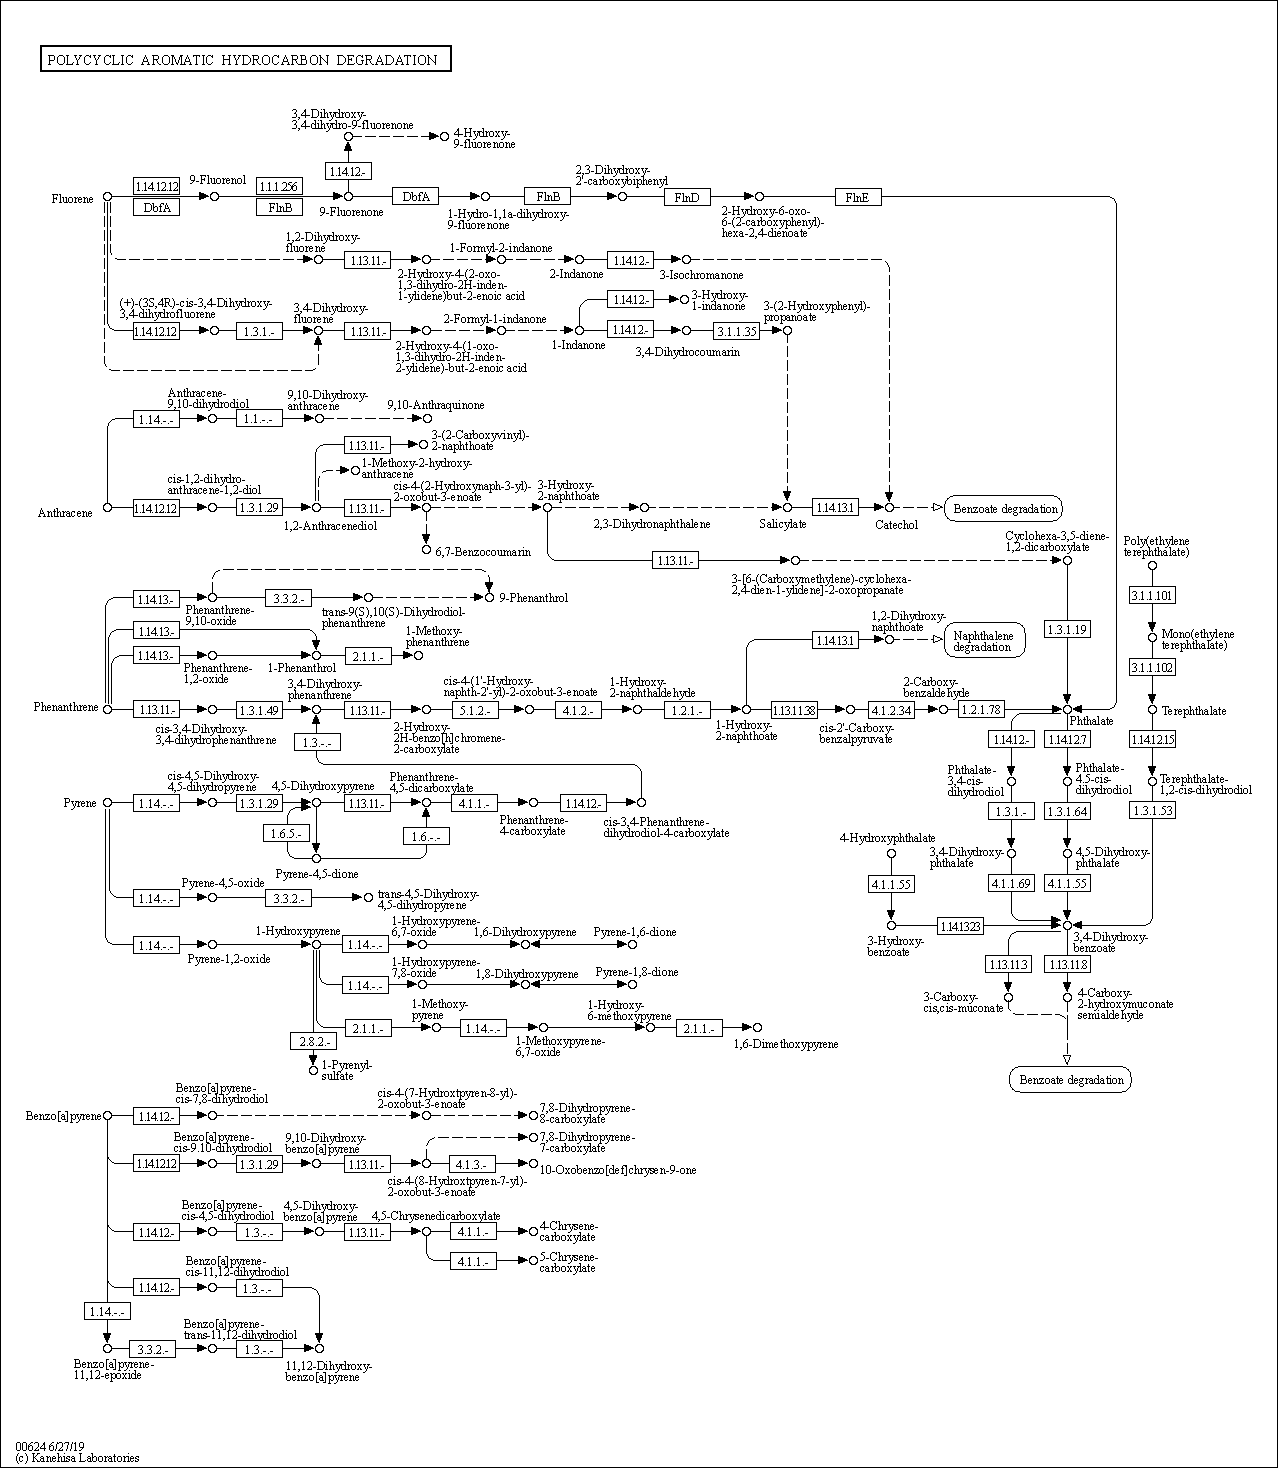 POLYCYCLIC AROMATIC HYDROCARBON DEGRADATION
3,4-Dihydroxy-
3,4-dihydro-9-fluorenone
4-Hydroxy-
9-fluorenone
1.14.12.-
Fluorene
1.14.12.12
DbfA
9-Fluorenol
1.1.1.256
FlnB
9-Fluorenone
DbfA
1-Hydro-1,1a-dihydroxy-
9-fluorenone
FlnB
2,3-Dihydroxy-
2'-carboxybiphenyl
FlnD
2-Hydroxy-6-oxo-
6-(2-carboxyphenyl)-
hexa-2,4-dienoate
FlnE
1,2-Dihydroxy-
fluorene
1.13.11.-
2-Hydroxy-4-(2-oxo-
1,3-dihydro-2H-inden-
1-ylidene)but-2-enoic acid
1-Formyl-2-indanone
2-Indanone
1.14.12.-
3-Isochromanone
(+)-(3S,4R)-cis-3,4-Dihydroxy-
3,4-dihydrofluorene
1.14.12.12
1.3.1.-
3,4-Dihydroxy-
fluorene
1.13.11.-
2-Hydroxy-4-(1-oxo-
1,3-dihydro-2H-inden-
2-ylidene)-but-2-enoic acid
2-Formyl-1-indanone
1-Indanone
1.14.12.-
3-Hydroxy-
1-indanone
1.14.12.-
3,4-Dihydrocoumarin
3.1.1.35
3-(2-Hydroxyphenyl)-
propanoate
Anthracene-
9,10-dihydrodiol
1.14.-.-
1.1.-.-
9,10-Dihydroxy-
anthracene
9,10-Anthraquinone
1.13.11.-
3-(2-Carboxyvinyl)-
2-naphthoate
1-Methoxy-2-hydroxy-
anthracene
Anthracene
1.14.12.12
cis-1,2-dihydro-
anthracene-1,2-diol
1.3.1.29
1,2-Anthracenediol
1.13.11.-
cis-4-(2-Hydroxynaph-3-yl)-
2-oxobut-3-enoate
6,7-Benzocoumarin
3-Hydroxy-
2-naphthoate
2,3-Dihydronaphthalene
Salicylate
1.14.13.1
Catechol
Benzoate degradation
1.13.11.-
3-[6-(Carboxymethylene)-cyclohexa-
2,4-dien-1-ylidene]-2-oxopropanate
Cyclohexa-3,5-diene-
1,2-dicarboxylate
1.3.1.19
Poly(ethylene
terephthalate)
3.1.1.101
Mono(ethylene
terephthalate)
3.1.1.102
Terephthalate
1.14.12.15
Terephthalate-
1,2-cis-dihydrodiol
1.3.1.53
1.14.13.-
Phenanthrene-
9,10-oxide
3.3.2.-
trans-9(S),10(S)-Dihydrodiol-
phenanthrene
9-Phenanthrol
1.14.13.-
1.14.13.-
Phenanthrene-
1,2-oxide
1-Phenanthrol
2.1.1.-
1-Methoxy-
phenanthrene
Phenanthrene
1.13.11.-
cis-3,4-Dihydroxy-
3,4-dihydrophenanthrene
1.3.1.49
3,4-Dihydroxy-
phenanthrene
1.3.-.-
1.13.11.-
2-Hydroxy-
2H-benzo[h]chromene-
2-carboxylate
5.1.2.-
cis-4-(1'-Hydroxy-
naphth-2'-yl)-2-oxobut-3-enoate
4.1.2.-
1-Hydroxy-
2-naphthaldehyde
1.2.1.-
1-Hydroxy-
2-naphthoate
1.14.13.1
1,2-Dihydroxy-
naphthoate
Naphthalene
degradation
1.13.11.38
cis-2'-Carboxy-
benzalpyruvate
4.1.2.34
2-Carboxy-
benzaldehyde
1.2.1.78
Phthalate
1.14.12.-
1.14.12.7
Phthalate-
3,4-cis-
dihydrodiol
Phthalate-
4,5-cis-
dihydrodiol
1.3.1.-
1.3.1.64
3,4-Dihydroxy-
phthalate
4,5-Dihydroxy-
phthalate
4.1.1.69
4.1.1.55
4-Hydroxyphthalate
4.1.1.55
3-Hydroxy-
benzoate
1.14.13.23
3,4-Dihydroxy-
benzoate
1.13.11.3
1.13.11.8
3-Carboxy-
cis,cis-muconate
4-Carboxy-
2-hydroxymuconate
semialdehyde
Benzoate degradation
Pyrene
1.14.-.-
cis-4,5-Dihydroxy-
4,5-dihydropyrene
1.3.1.29
4,5-Dihydroxypyrene
1.13.11.-
Phenanthrene-
4,5-dicarboxylate
4.1.1.-
Phenanthrene-
4-carboxylate
1.14.12.-
cis-3,4-Phenanthrene-
dihydrodiol-4-carboxylate
1.6.5.-
1.6.-.-
Pyrene-4,5-dione
1.14.-.-
Pyrene-4,5-oxide
3.3.2.-
trans-4,5-Dihydroxy-
4,5-dihydropyrene
1.14.-.-
Pyrene-1,2-oxide
1-Hydroxypyrene
1.14.-.-
1-Hydroxypyrene-
6,7-oxide
1,6-Dihydroxypyrene
Pyrene-1,6-dione
1.14.-.-
1-Hydroxypyrene-
7,8-oxide
1,8-Dihydroxypyrene
Pyrene-1,8-dione
2.1.1.-
1-Methoxy-
pyrene
1.14.-.-
1-Methoxypyrene-
6,7-oxide
1-Hydroxy-
6-methoxypyrene
2.1.1.-
1,6-Dimethoxypyrene
2.8.2.-
1-Pyrenyl-
sulfate
Benzo[a]pyrene
1.14.12.-
Benzo[a]pyrene-
cis-7,8-dihydrodiol
cis-4-(7-Hydroxtpyren-8-yl)-
2-oxobut-3-enoate
7,8-Dihydropyrene-
8-carboxylate
1.14.12.12
Benzo[a]pyrene-
cis-9.10-dihydrodiol
1.3.1.29
9,10-Dihydroxy-
benzo[a]pyrene
1.13.11.-
cis-4-(8-Hydroxtpyren-7-yl)-
2-oxobut-3-enoate
7,8-Dihydropyrene-
7-carboxylate
4.1.3.-
10-Oxobenzo[def]chrysen-9-one
1.14.12.-
Benzo[a]pyrene-
cis-4,5-dihydrodiol
1.3.-.-
4,5-Dihydroxy-
benzo[a]pyrene
1.13.11.-
4,5-Chrysenedicarboxylate
4.1.1.-
4-Chrysene-
carboxylate
4.1.1.-
5-Chrysene-
carboxylate
1.14.12.-
Benzo[a]pyrene-
cis-11,12-dihydrodiol
1.3.-.-
1.14.-.-
Benzo[a]pyrene-
11,12-epoxide
3.3.2.-
Benzo[a]pyrene-
trans-11,12-dihydrodiol
1.3.-.-
11,12-Dihydroxy-
benzo[a]pyrene
00624 6/27/19
(c) Kanehisa Laboratories